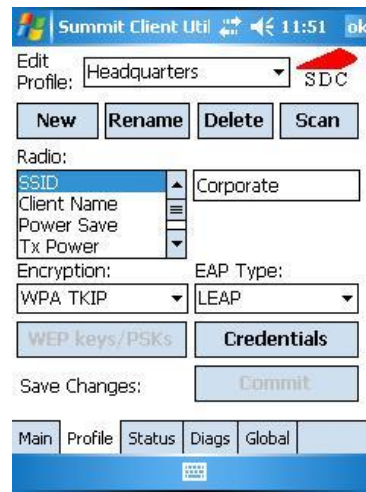 Summit Client Util 11:51 ok
Edit Profile: Headquarters SDC
New Rename Delete Scan
Radio:
SSID Corporate
Client Name
Power Save
Tx Power
Encryption: EAP Type:
WPA TKIP LEAP
WEP keys/PSKs Credentials
Save Changes: Commit
Main Profile Status Diags Global